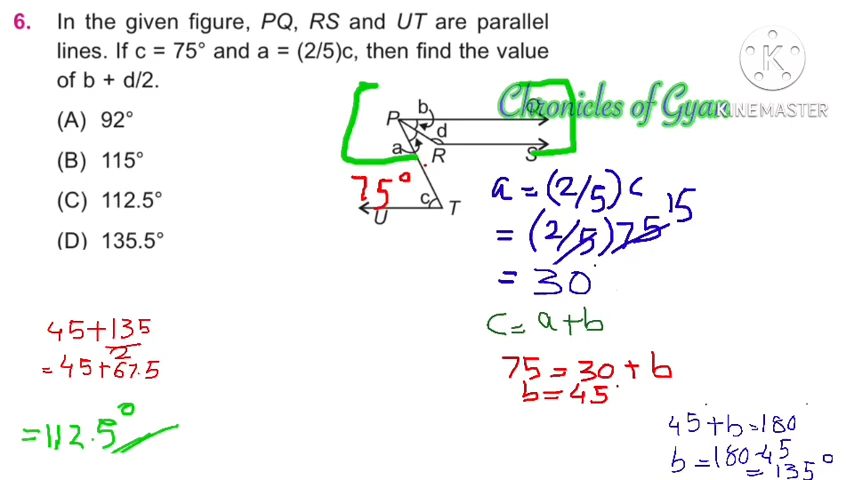 6. In the given figure, PQ, RS and UT are parallel
lines. If c = 75° and a = (2/5)c, then find the value
of b + d/2.
(A) 92°
(B) 115°
(C) 112.5°
(D) 135.5°
P b Q
d
a R S
c
U T
75°
Chronicles of Gyan
K
MADE WITH
KINEMASTER
a = (2/5) c
= (2/5) 75 15
= 30
c = a + b
75 = 30 + b
b = 45
45 + b = 180
b = 180 - 45
= 135°
45 + 135
2
= 45 + 67.5
= 112.5°